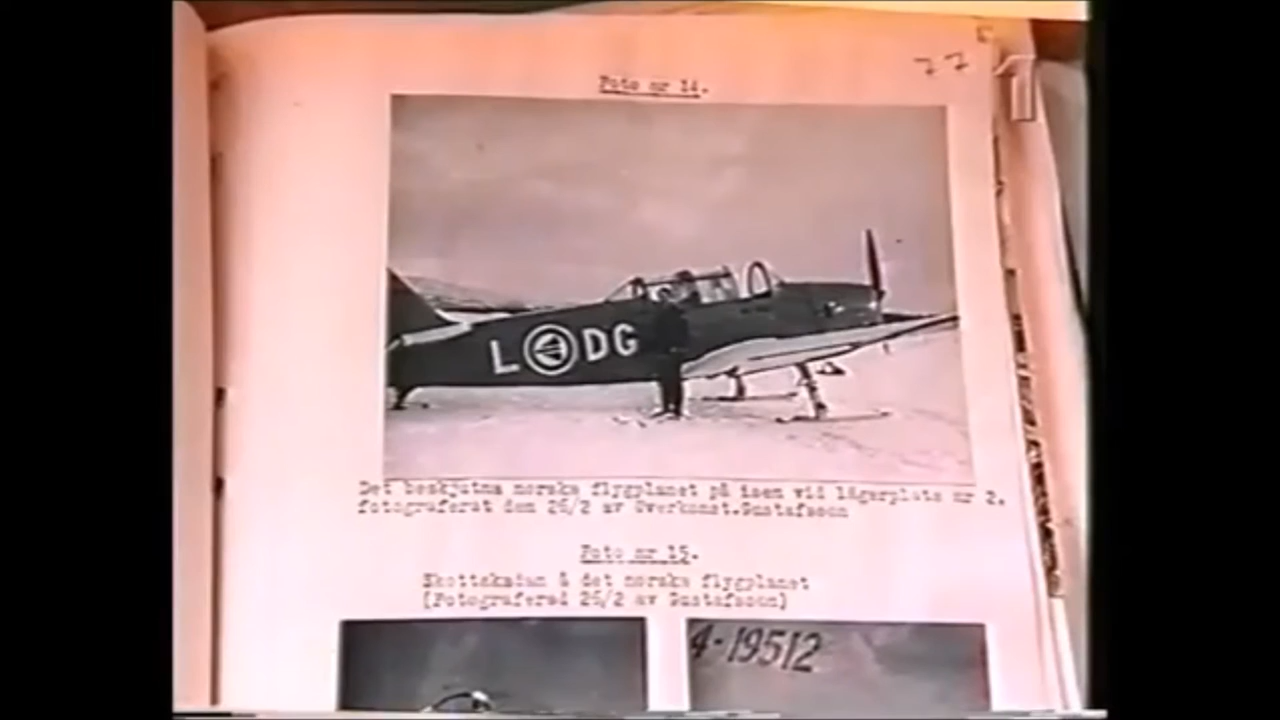 77
Foto nr 14.
L DG
Det beskjutna norska flygplanet på isen vid lägerplats nr 2.
fotograferat den 26/2 av Överkonst.Gustafsson
Foto nr 15.
Skottskadan å det norska flygplanet
(Fotograferad 26/2 av Gustafsson)
4-19512